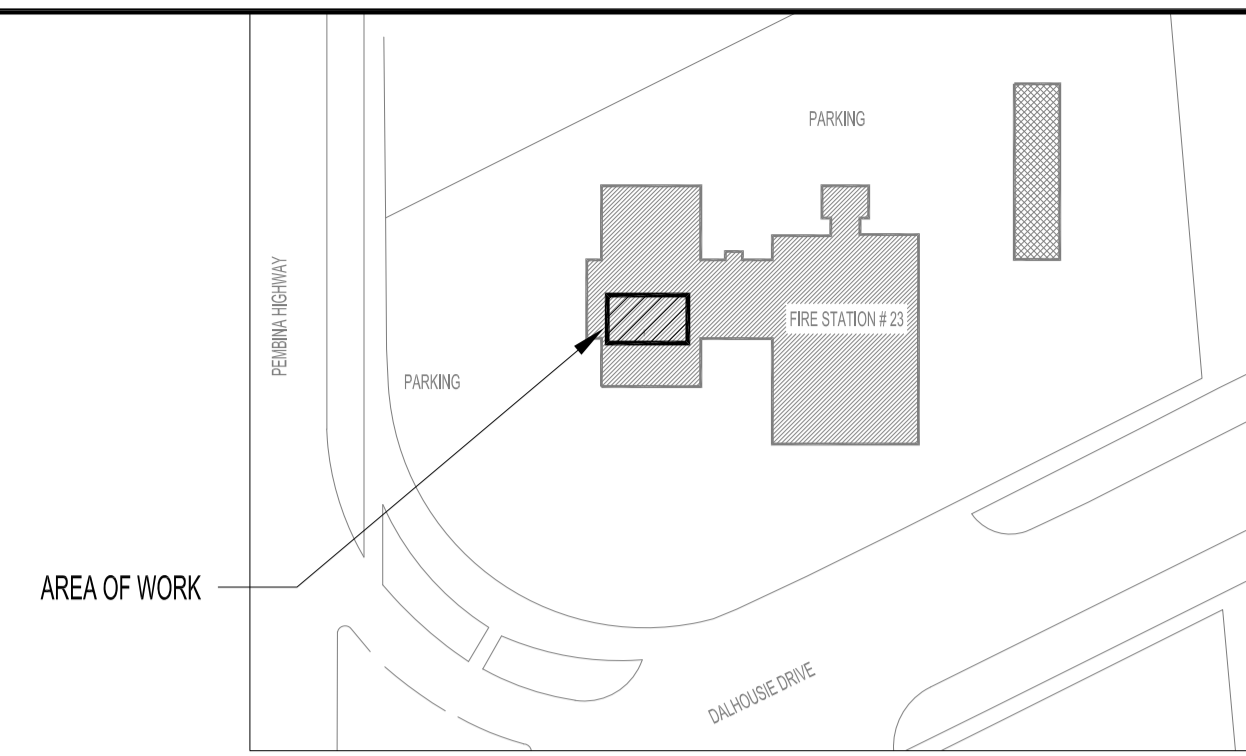 PARKING
PEMBINA HIGHWAY
FIRE STATION # 23
PARKING
AREA OF WORK
DALHOUSIE DRIVE